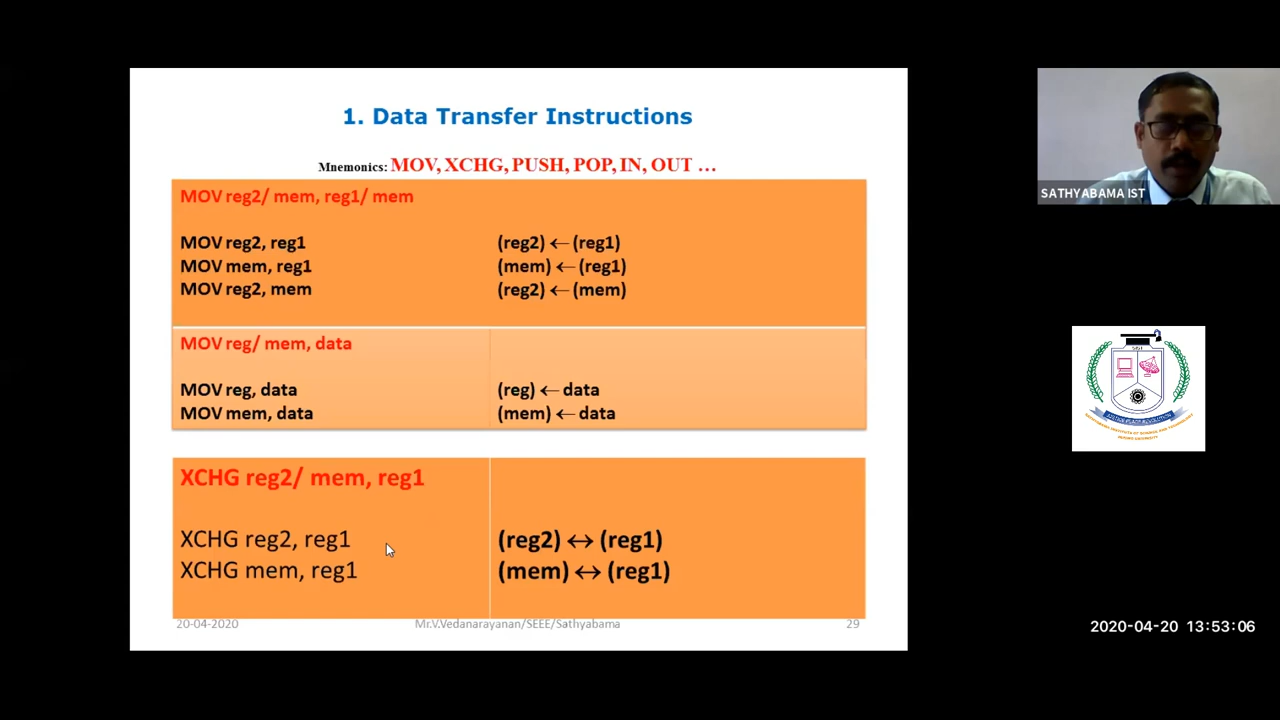 1. Data Transfer Instructions
Mnemonics: MOV, XCHG, PUSH, POP, IN, OUT …
MOV reg2/ mem, reg1/ mem
MOV reg2, reg1 (reg2) ← (reg1)
MOV mem, reg1 (mem) ← (reg1)
MOV reg2, mem (reg2) ← (mem)
MOV reg/ mem, data
MOV reg, data (reg) ← data
MOV mem, data (mem) ← data
XCHG reg2/ mem, reg1
XCHG reg2, reg1 (reg2) ↔ (reg1)
XCHG mem, reg1 (mem) ↔ (reg1)
20-04-2020 Mr.V.Vedanarayanan/SEEE/Sathyabama 29
SATHYABAMA IST
2020-04-20 13:53:06